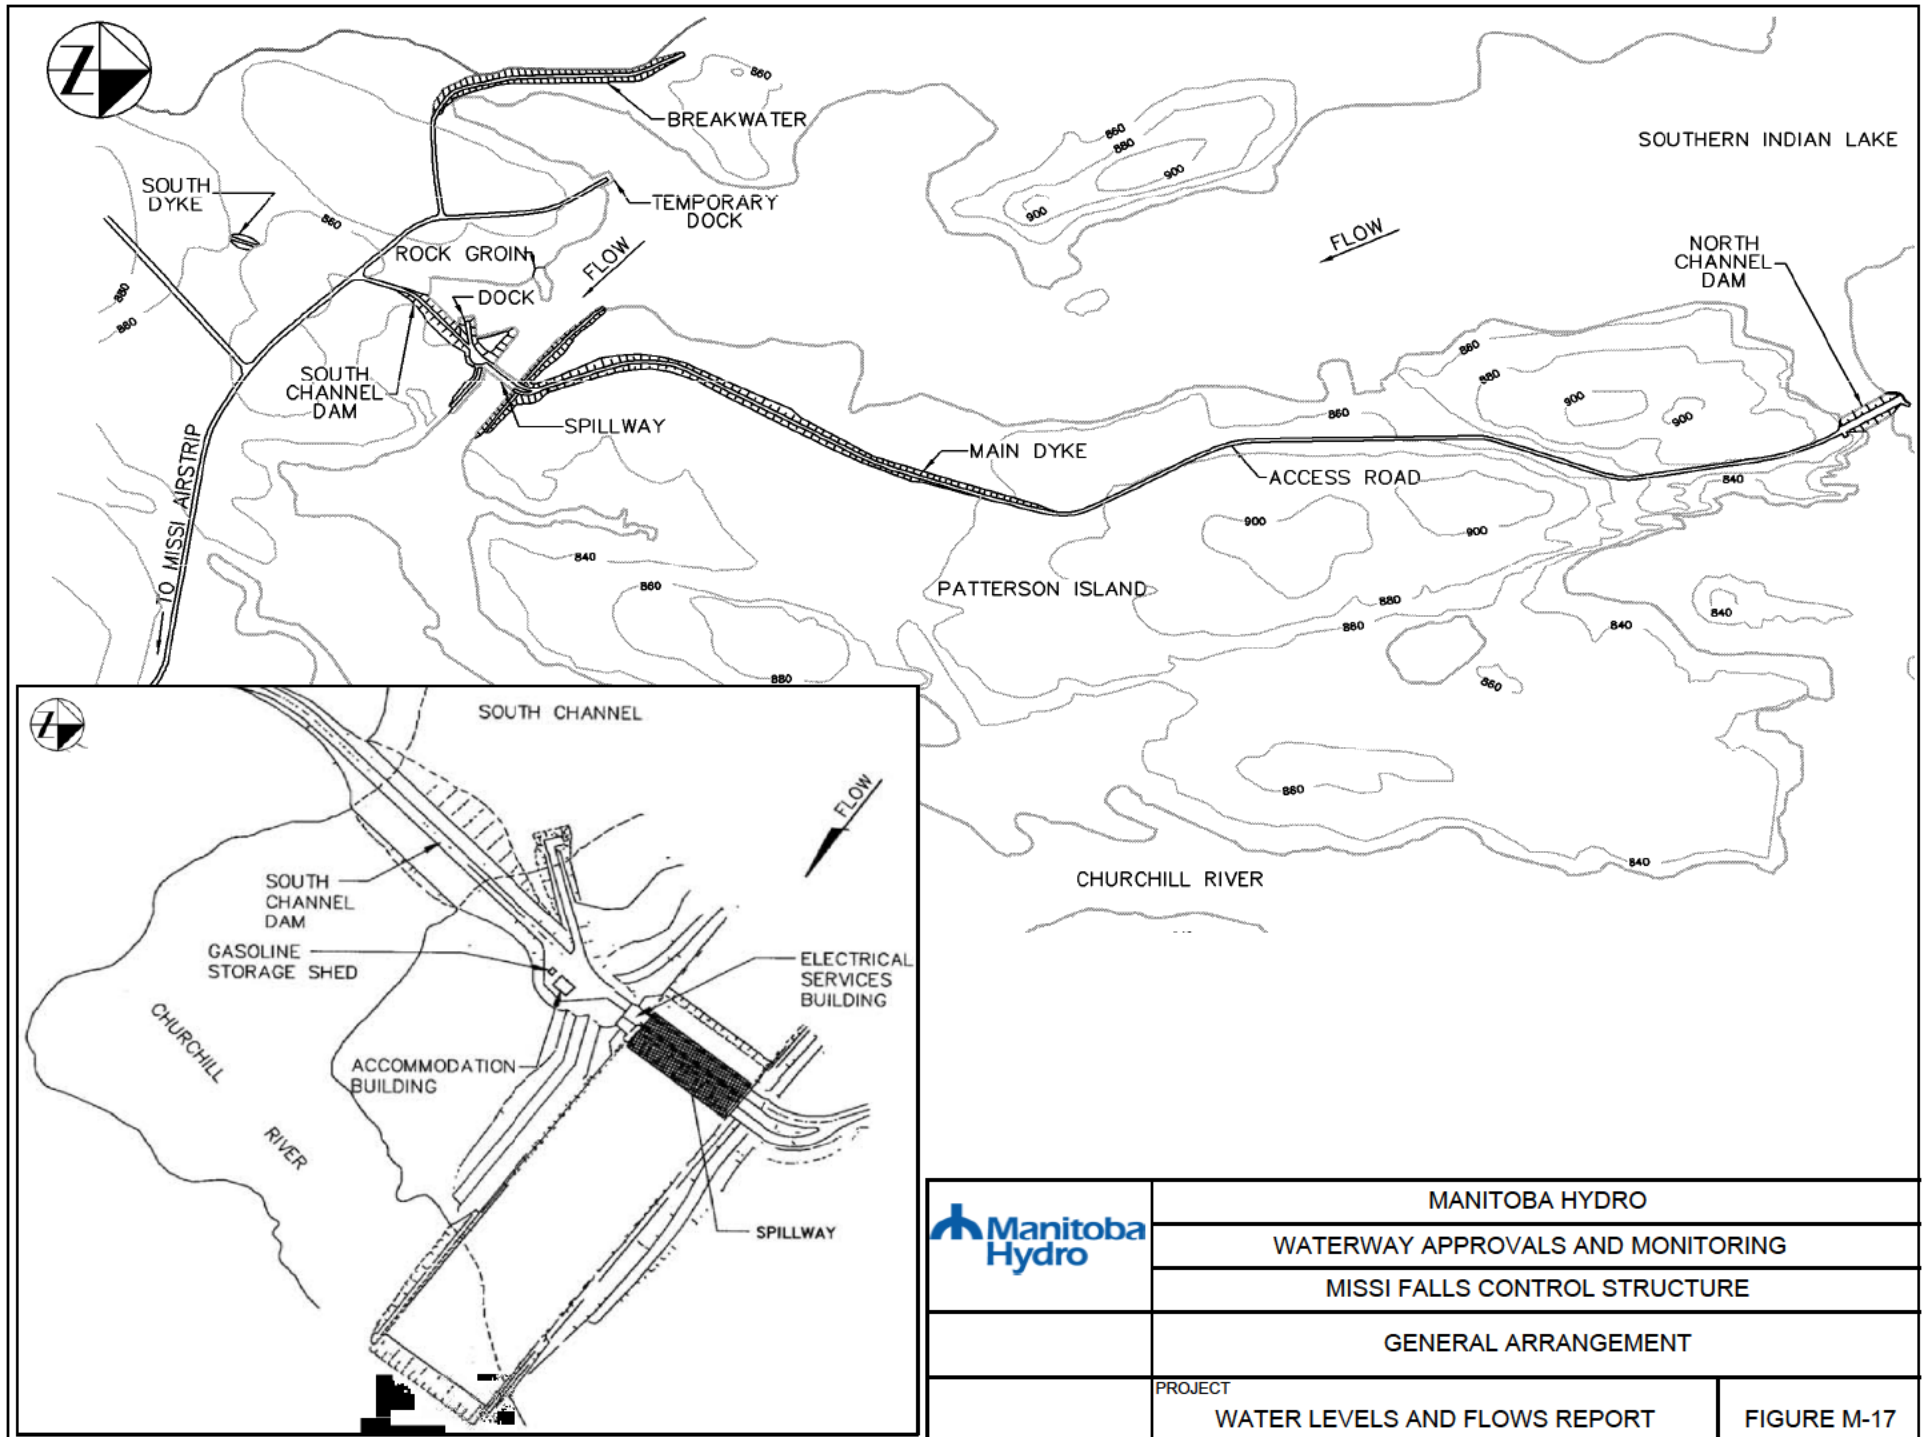 Z
860
BREAKWATER
860
880
900
900
SOUTHERN INDIAN LAKE
SOUTH
DYKE
860
TEMPORARY
DOCK
ROCK GROIN
FLOW
FLOW
NORTH
CHANNEL
DAM
880
880
DOCK
SOUTH
CHANNEL
DAM
SPILLWAY
860
860
880
900
900
MAIN DYKE
ACCESS ROAD
840
TO MISSI AIRSTRIP
900
900
840
860
PATTERSON ISLAND
880
860
840
840
880
860
860
840
CHURCHILL RIVER
Z
SOUTH CHANNEL
FLOW
SOUTH
CHANNEL
DAM
GASOLINE
STORAGE SHED
ELECTRICAL
SERVICES
BUILDING
CHURCHILL
RIVER
ACCOMMODATION
BUILDING
SPILLWAY
Manitoba
Hydro
MANITOBA HYDRO
WATERWAY APPROVALS AND MONITORING
MISSI FALLS CONTROL STRUCTURE
GENERAL ARRANGEMENT
PROJECT
WATER LEVELS AND FLOWS REPORT
FIGURE M-17